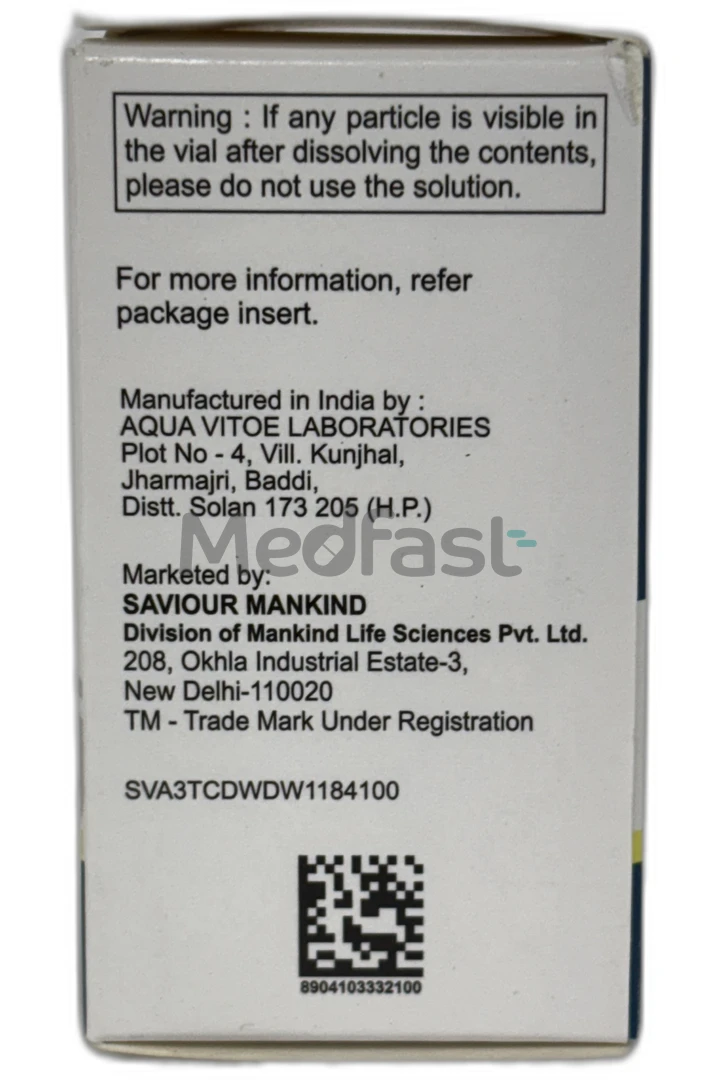 Warning : If any particle is visible in
the vial after dissolving the contents,
please do not use the solution.
For more information, refer
package insert.
Manufactured in India by :
AQUA VITOE LABORATORIES
Plot No - 4, Vill. Kunjhal,
Jharmajri, Baddi,
Distt. Solan 173 205 (H.P.)
Medfast
Marketed by:
SAVIOUR MANKIND
Division of Mankind Life Sciences Pvt. Ltd.
208, Okhla Industrial Estate-3,
New Delhi-110020
TM - Trade Mark Under Registration
SVA3TCDWDW1184100
8904103332100